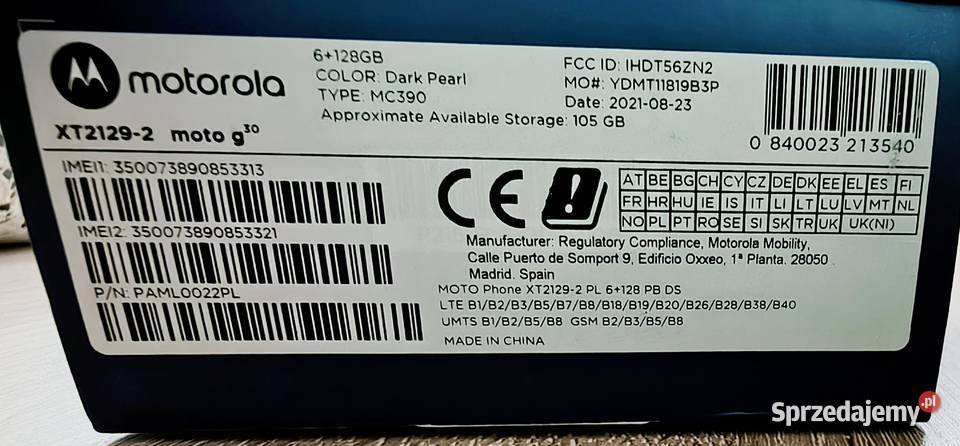 motorola
6+128GB
COLOR: Dark Pearl
TYPE: MC390
Approximate Available Storage: 105 GB
FCC ID: IHDT56ZN2
MO#: YDMT11819B3P
Date: 2021-08-23
0 840023 213540
XT2129-2 moto g30
IMEI1: 350073890853313
IMEI2: 350073890853321
P/N: PAML0022PL
CE
AT BE BG CH CY CZ DE DK EE EL ES FI
FR HR HU IE IS IT LI LT LU LV MT NL
NO PL PT RO SE SI SK TR UK UK(NI)
Manufacturer: Regulatory Compliance, Motorola Mobility,
Calle Puerto de Somport 9, Edificio Oxxeo, 1ª Planta. 28050
Madrid. Spain
MOTO Phone XT2129-2 PL 6+128 PB DS
LTE B1/B2/B3/B5/B7/B8/B18/B19/B20/B26/B28/B38/B40
UMTS B1/B2/B5/B8 GSM B2/B3/B5/B8
MADE IN CHINA
Sprzedajemy.pl